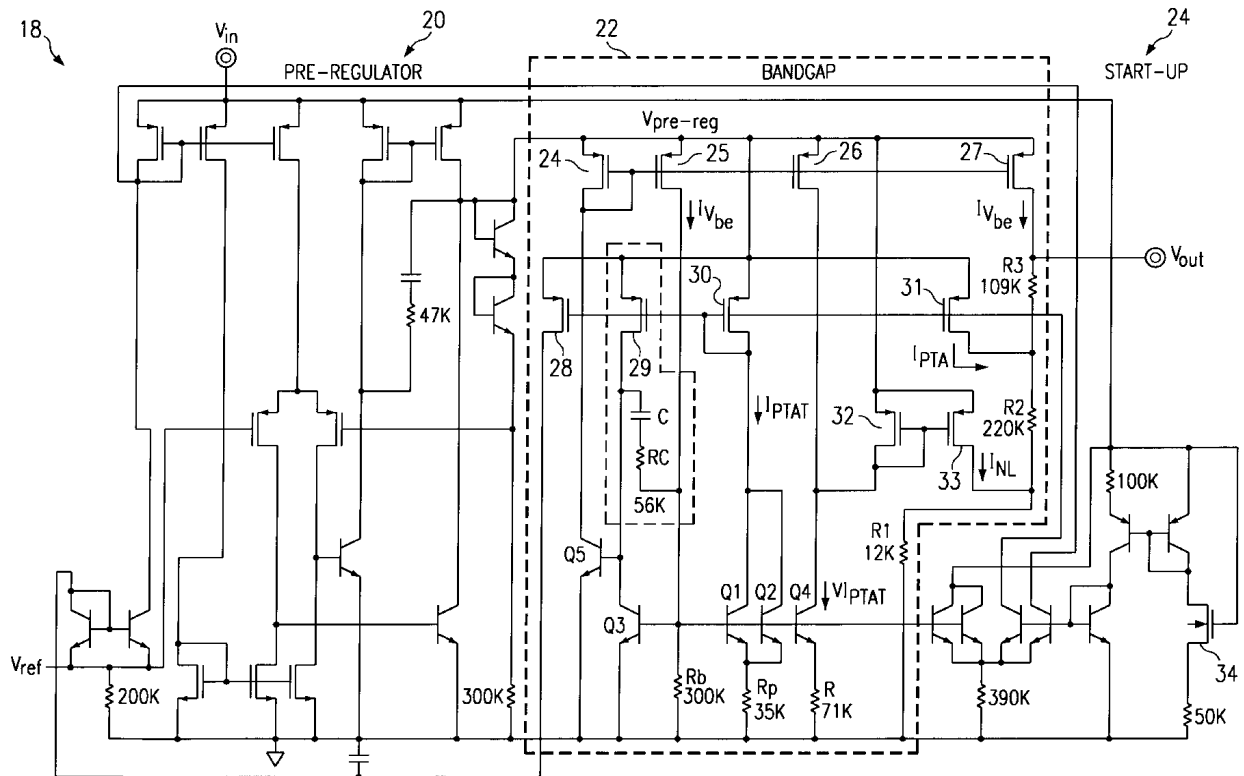 18
Vin
20
PRE-REGULATOR
22
BANDGAP
24
START-UP
Vpre-reg
24
25
26
27
IVbe
IVbe
Vout
R3
109K
47K
28
29
30
31
IPTA
C
RC
56K
IPTAT
32
33
R2
220K
INL
100K
R1
12K
Q5
Q3
Q1
Q2
Q4
VIPTAT
34
Vref
200K
300K
Rb
300K
Rp
35K
R
71K
390K
50K